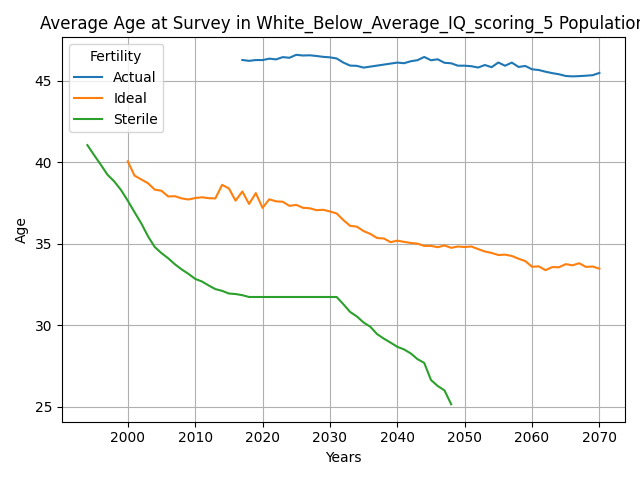 Average Age at Survey in White_Below_Average_IQ_scoring_5 Population
Fertility
Actual
Ideal
Sterile
45
40
35
30
25
Age
2000 2010 2020 2030 2040 2050 2060 2070
Years